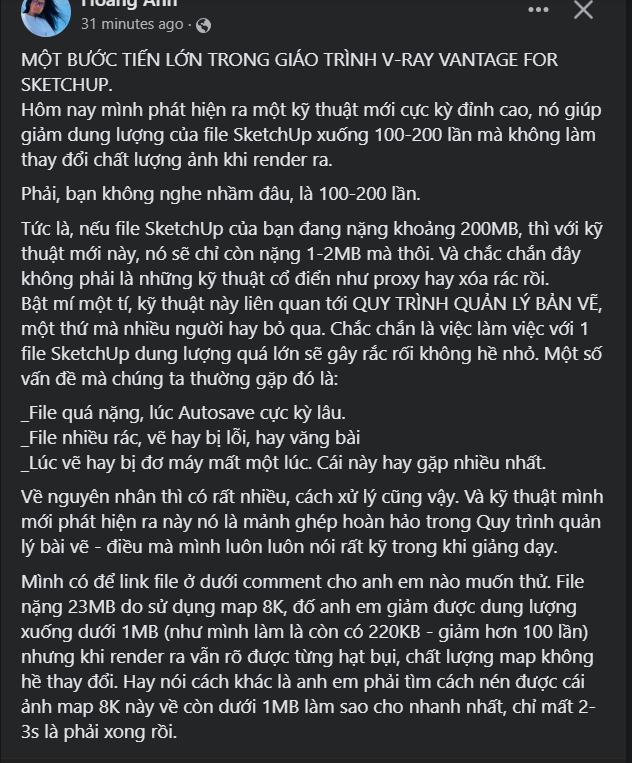 Hoàng Anh
31 minutes ago ·
MỘT BƯỚC TIẾN LỚN TRONG GIÁO TRÌNH V-RAY VANTAGE FOR
SKETCHUP.
Hôm nay mình phát hiện ra một kỹ thuật mới cực kỳ đỉnh cao, nó giúp
giảm dung lượng của file SketchUp xuống 100-200 lần mà không làm
thay đổi chất lượng ảnh khi render ra.
Phải, bạn không nghe nhầm đâu, là 100-200 lần.
Tức là, nếu file SketchUp của bạn đang nặng khoảng 200MB, thì với kỹ
thuật mới này, nó sẽ chỉ còn nặng 1-2MB mà thôi. Và chắc chắn đây
không phải là những kỹ thuật cổ điển như proxy hay xóa rác rồi.
Bật mí một tí, kỹ thuật này liên quan tới QUY TRÌNH QUẢN LÝ BẢN VẼ,
một thứ mà nhiều người hay bỏ qua. Chắc chắn là việc làm việc với 1
file SketchUp dung lượng quá lớn sẽ gây rắc rối không hề nhỏ. Một số
vấn đề mà chúng ta thường gặp đó là:
_File quá nặng, lúc Autosave cực kỳ lâu.
_File nhiều rác, vẽ hay bị lỗi, hay văng bài
_Lúc vẽ hay bị đơ máy mất một lúc. Cái này hay gặp nhiều nhất.
Về nguyên nhân thì có rất nhiều, cách xử lý cũng vậy. Và kỹ thuật mình
mới phát hiện ra này nó là mảnh ghép hoàn hảo trong Quy trình quản
lý bài vẽ - điều mà mình luôn luôn nói rất kỹ trong khi giảng dạy.
Mình có để link file ở dưới comment cho anh em nào muốn thử. File
nặng 23MB do sử dụng map 8K, đố anh em giảm được dung lượng
xuống dưới 1MB (như mình làm là còn có 220KB - giảm hơn 100 lần)
nhưng khi render ra vẫn rõ được từng hạt bụi, chất lượng map không
hề thay đổi. Hay nói cách khác là anh em phải tìm cách nén được cái
ảnh map 8K này về còn dưới 1MB làm sao cho nhanh nhất, chỉ mất 2-
3s là phải xong rồi.